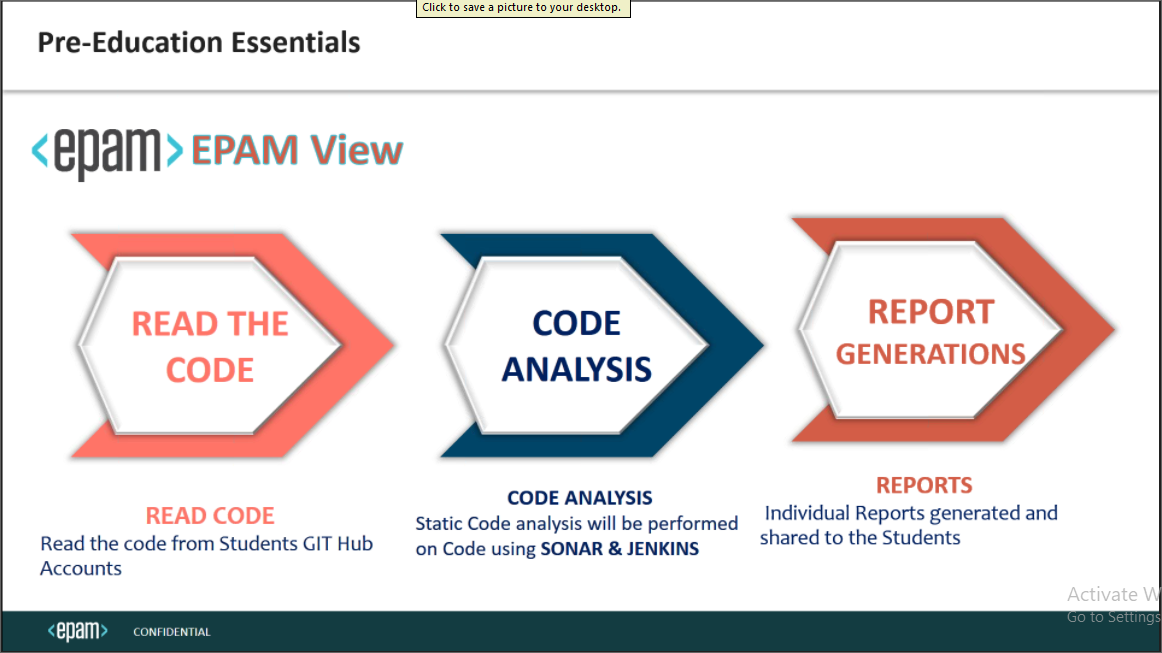 Click to save a picture to your desktop.
Pre-Education Essentials
<epam> EPAM View
READ THE
CODE
CODE
ANALYSIS
REPORT
GENERATIONS
READ CODE
Read the code from Students GIT Hub
Accounts
CODE ANALYSIS
Static Code analysis will be performed
on Code using SONAR & JENKINS
REPORTS
Individual Reports generated and
shared to the Students
Activate W
Go to Settings
<epam> CONFIDENTIAL